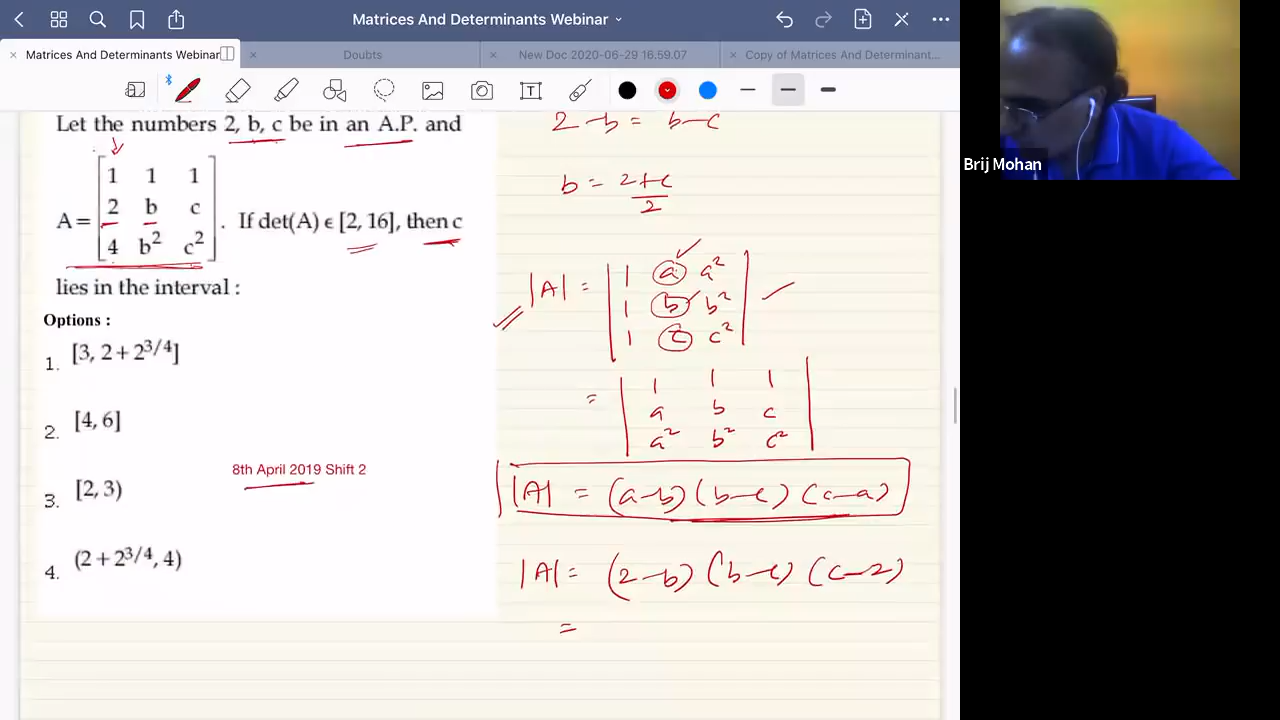 Matrices And Determinants Webinar
Matrices And Determinants Webinar
Doubts
New Doc 2020-06-29 16.59.07
Copy of Matrices And Determinant...
Let the numbers 2, b, c be in an A.P. and
A = [1 1 1
2 b c
4 b² c²]. If det(A) ϵ [2, 16], then c
lies in the interval :
Options :
1. [3, 2 + 2^3/4]
2. [4, 6]
3. [2, 3)
4. (2 + 2^3/4, 4)
8th April 2019 Shift 2
2 - b = b - c
b = 2+c/2
|A| = |1 a a²
1 b b²
1 c c²|
= |1 1 1
a b c
a² b² c²|
|A| = (a-b)(b-c)(c-a)
|A| = (2-b)(b-c)(c-2)
=
Brij Mohan